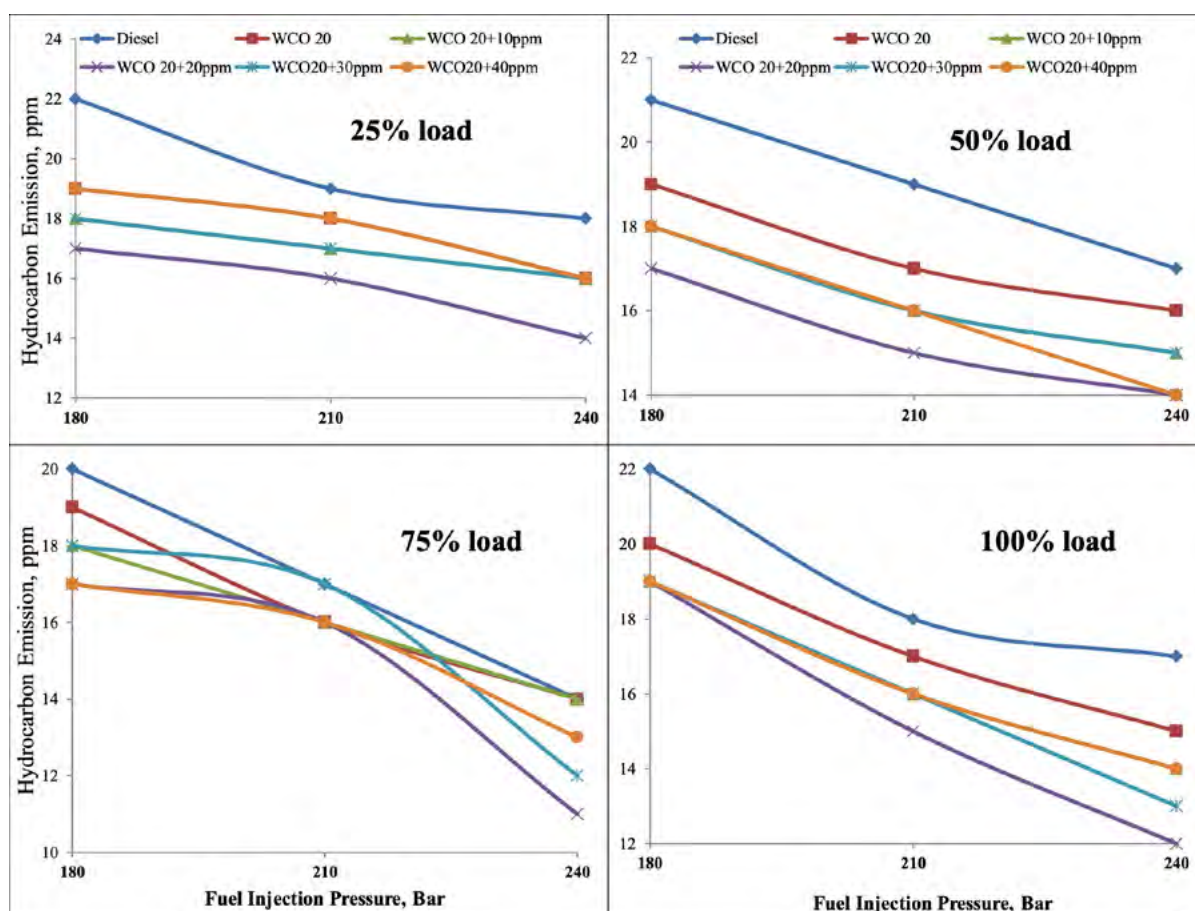 24
Diesel WCO 20 WCO 20+10ppm
WCO 20+20ppm WCO20+30ppm WCO20+40ppm
22
20
18
16
14
12
Hydrocarbon Emission, ppm
25% load
180 210 240
22
Diesel WCO 20 WCO 20+10ppm
WCO 20+20ppm WCO20+30ppm WCO20+40ppm
21
20
19
18
17
16
15
14
50% load
180 210 240
20
18
16
14
12
10
Hydrocarbon Emission, ppm
75% load
180 210 240
Fuel Injection Pressure, Bar
22
20
18
16
14
12
100% load
180 210 240
Fuel Injection Pressure, Bar